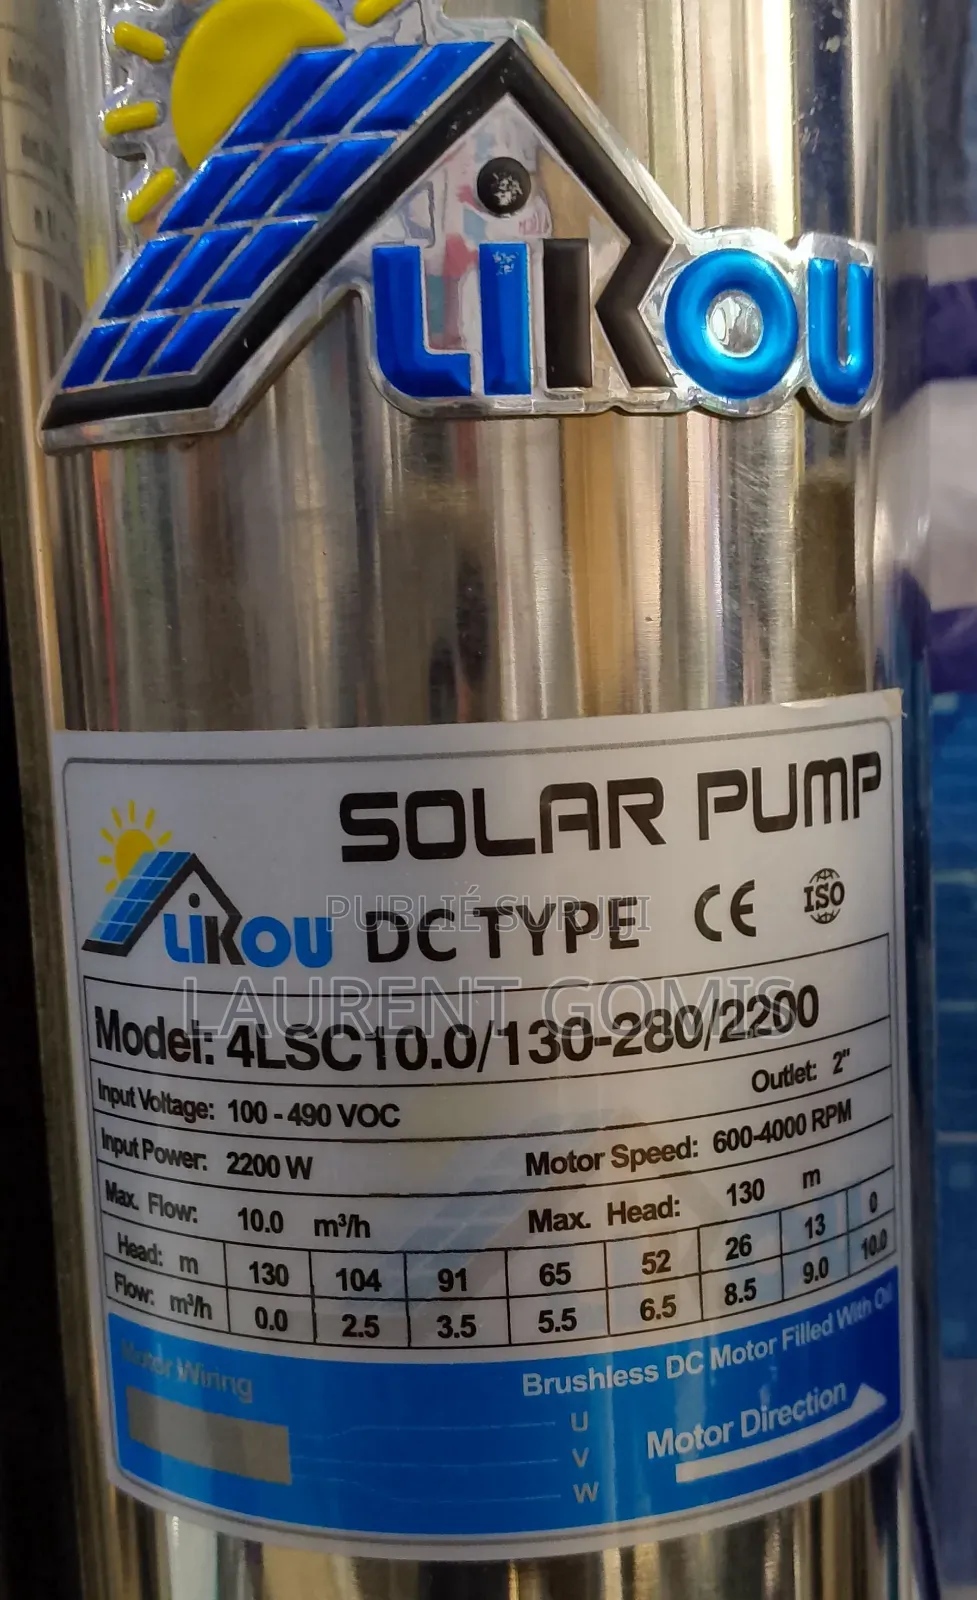 LiKOU
SOLAR PUMP
LiKOU DC TYPE CE ISO
PUBLIÉ SUR JIJI
LAURENT GOMIS
Model: 4LSC10.0/130-280/2200
Input Voltage: 100 - 490 VOC Outlet: 2"
Input Power: 2200 W Motor Speed: 600-4000 RPM
Max. Flow: 10.0 m³/h Max. Head: 130 m
Head: m 130 104 91 65 52 26 13 0
Flow: m³/h 0.0 2.5 3.5 5.5 6.5 8.5 9.0 10.0
Motor Wiring Brushless DC Motor Filled With Oil
U
V
W
Motor Direction